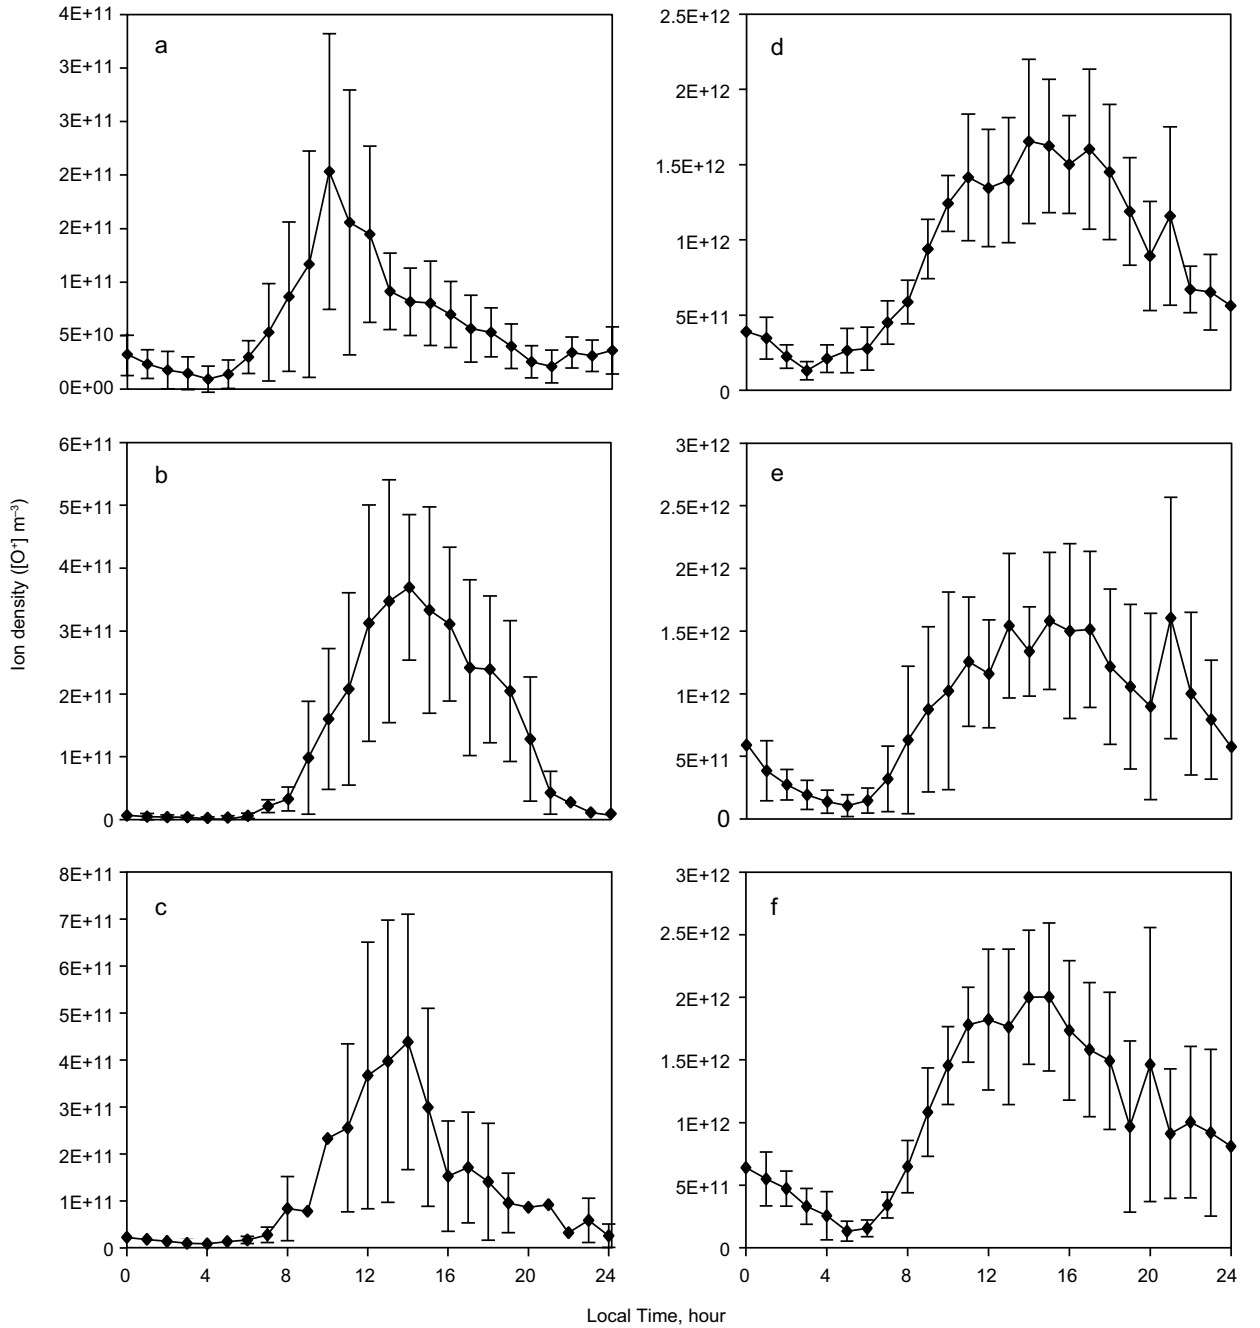 4E+11
3E+11
3E+11
2E+11
2E+11
1E+11
5E+10
0E+00
a
2.5E+12
2E+12
1.5E+12
1E+12
5E+11
0
d
6E+11
5E+11
4E+11
3E+11
2E+11
1E+11
0
b
3E+12
2.5E+12
2E+12
1.5E+12
1E+12
5E+11
0
e
Ion density ([O⁺] m⁻³)
8E+11
7E+11
6E+11
5E+11
4E+11
3E+11
2E+11
1E+11
0
c
0 4 8 12 16 20 24
3E+12
2.5E+12
2E+12
1.5E+12
1E+12
5E+11
0
f
0 4 8 12 16 20 24
Local Time, hour